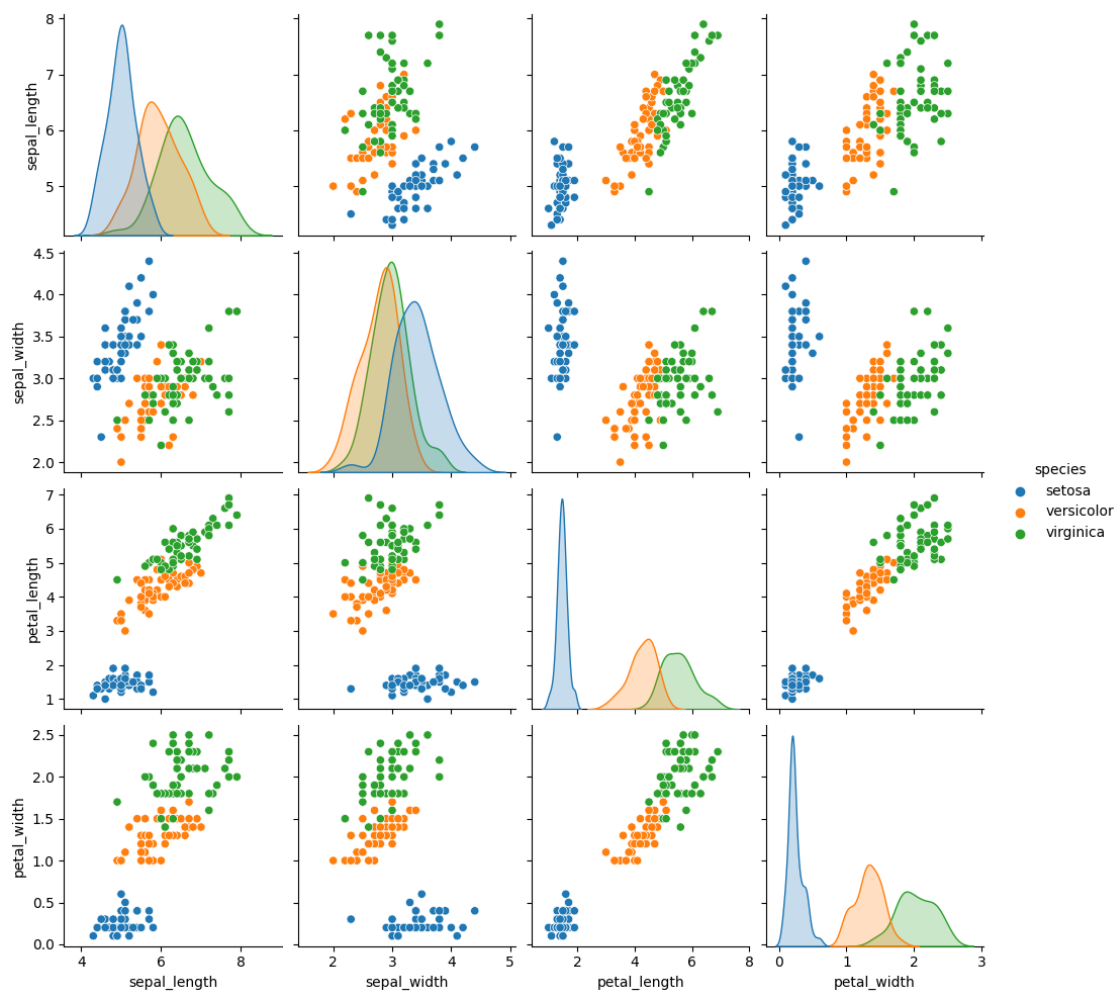 8
7
6
5
sepal_length
4.5
4.0
3.5
3.0
2.5
2.0
sepal_width
species
setosa
versicolor
virginica
7
6
5
4
3
2
1
petal_length
2.5
2.0
1.5
1.0
0.5
0.0
petal_width
4 6 8 2 3 4 5 0 2 4 6 8 0 1 2 3
sepal_length sepal_width petal_length petal_width